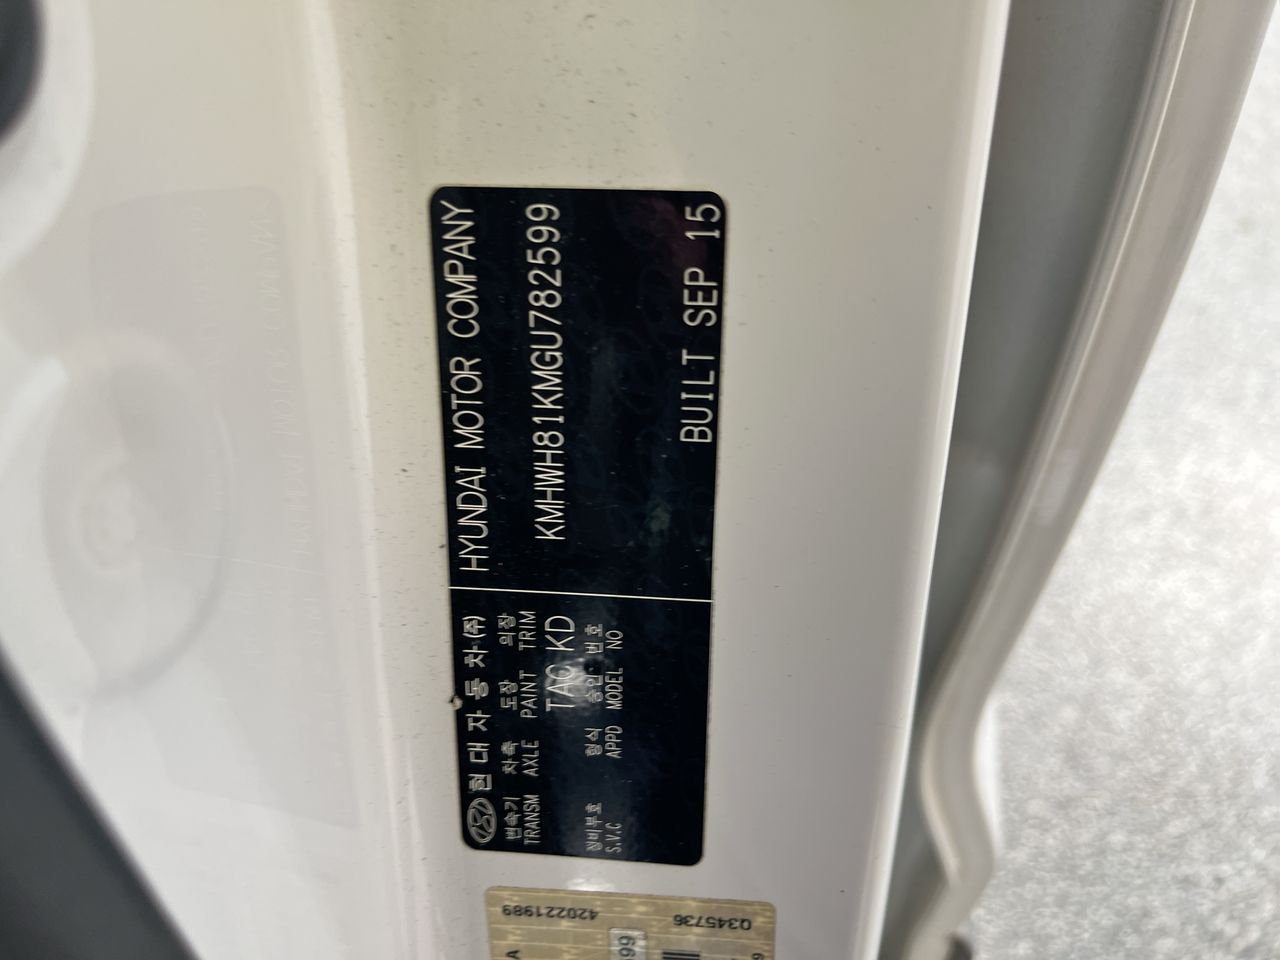 현대자동차(주)
HYUNDAI MOTOR COMPANY
변속기 차축 도장 의장
TRANSM AXLE PAINT TRIM
KMHWH81KMGU782599
TAC KD
정비부호 형식승인번호
S.V.C APPD MODEL NO
BUILT SEP 15
420221989
Q345736